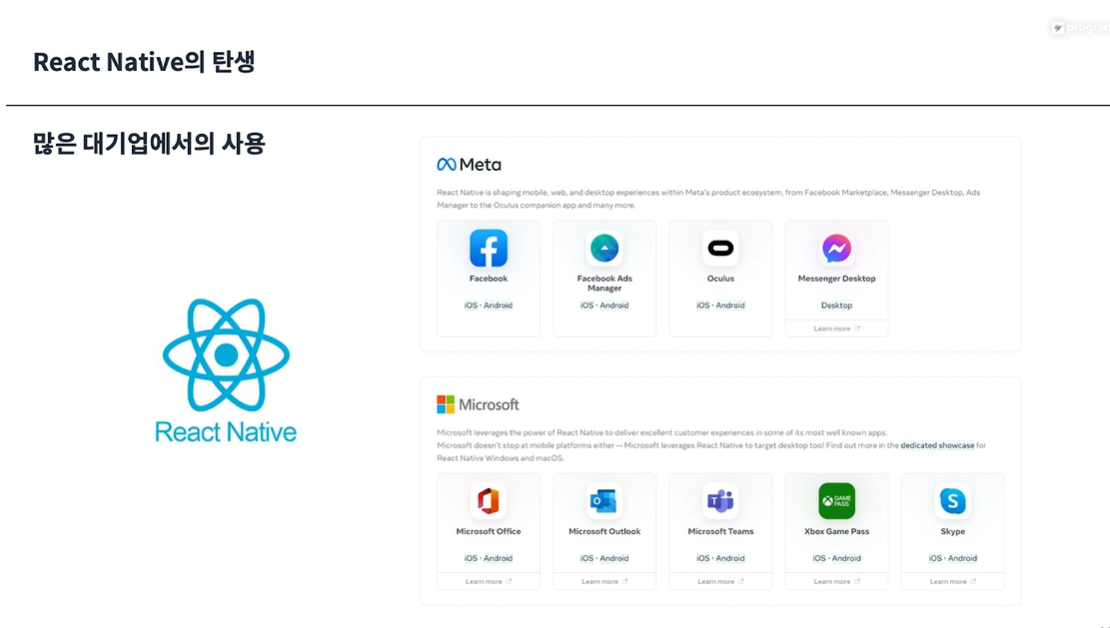 React Native의 탄생
많은 대기업에서의 사용
React Native
Meta
React Native is shaping mobile, web, and desktop experiences within Meta's product ecosystem, from Facebook Marketplace, Messenger Desktop, Ads
Manager to the Oculus companion app and many more.
Facebook
iOS • Android
Facebook Ads
Manager
iOS • Android
Oculus
iOS • Android
Messenger Desktop
Desktop
Learn more
Microsoft
Microsoft leverages the power of React Native to deliver excellent customer experiences in some of its most well known apps.
Microsoft doesn't stop at mobile platforms either — Microsoft leverages React Native to target desktop too! Find out more in the dedicated showcase for
React Native Windows and macOS.
Microsoft Office
iOS • Android
Learn more
Microsoft Outlook
iOS • Android
Learn more
Microsoft Teams
iOS • Android
Learn more
GAME
PASS
Xbox Game Pass
iOS • Android
Learn more
Skype
iOS • Android
Learn more